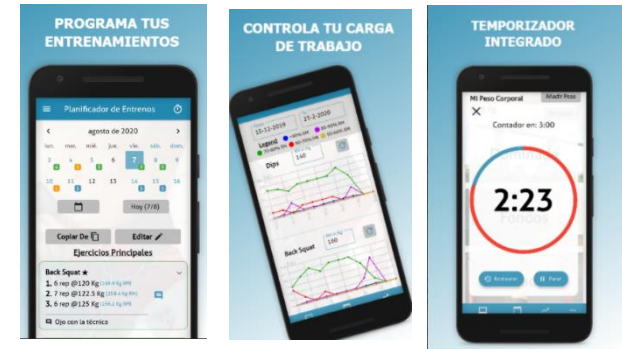 PROGRAMA TUS
ENTRENAMIENTOS
Planificador de Entrenos
agosto de 2020
lun. mar. mié. jue. vie. sáb. dom.
3 4 5 6 7 8 9
10 11 12 13 14 15 16
Hoy (7/8)
Copiar De
Editar
Ejercicios Principales
Back Squat ★
1. 6 rep @120 Kg
2. 7 rep @122.5 Kg
3. 6 rep @125 Kg
Ojo con la técnica
CONTROLA TU CARGA
DE TRABAJO
15-12-2019
21-2-2020
Legend
Dips
140
Back Squat
160
TEMPORIZADOR
INTEGRADO
Mi Peso Corporal
Añadir Peso
Contador en: 3:00
2:23
Fondos
Reiniciar
Parar